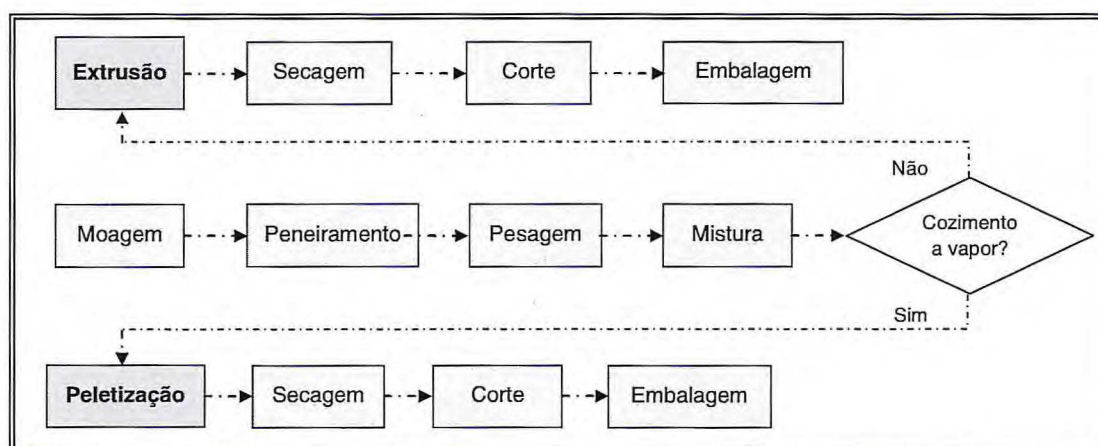 Extrusão
Secagem
Corte
Embalagem
Não
Moagem
Peneiramento
Pesagem
Mistura
Cozimento
a vapor?
Sim
Peletização
Secagem
Corte
Embalagem